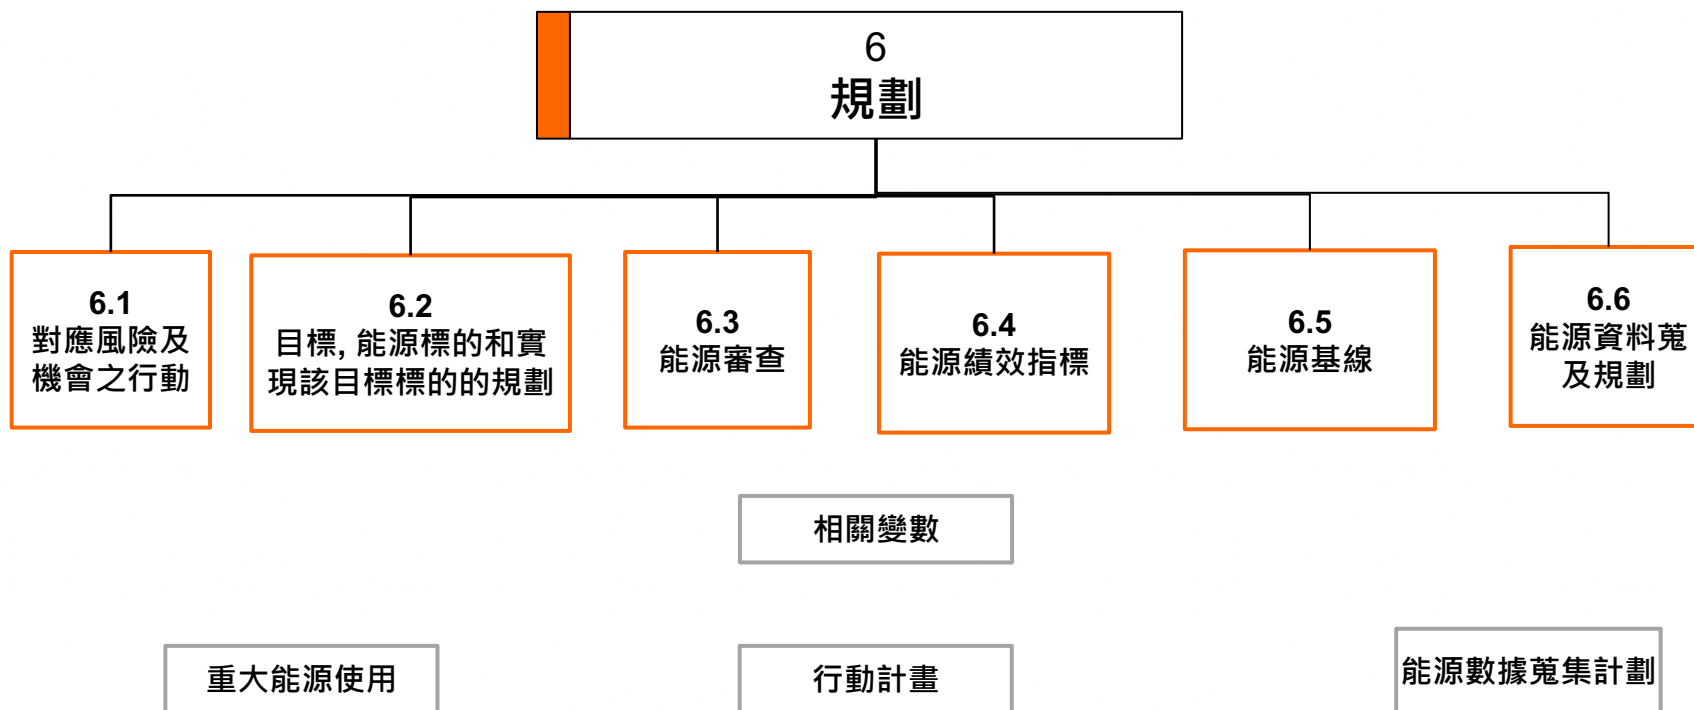 6
規劃
6.1
對應風險及
機會之行動
6.2
目標, 能源標的和實
現該目標標的的規劃
6.3
能源審查
6.4
能源績效指標
6.5
能源基線
6.6
能源資料蒐
及規劃
相關變數
重大能源使用
行動計畫
能源數據蒐集計劃